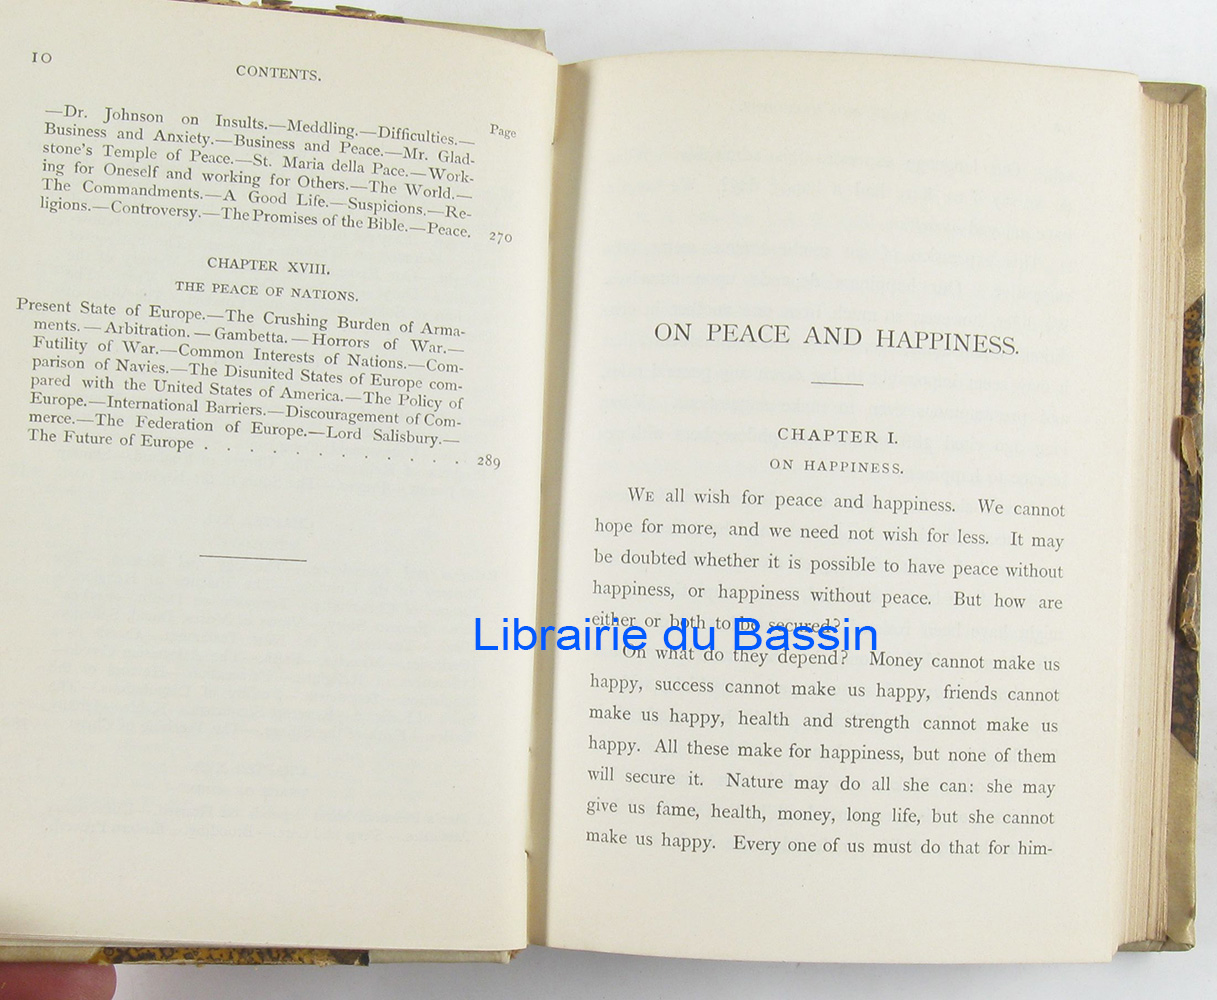 10
CONTENTS.
Page
—Dr. Johnson on Insults.—Meddling.—Difficulties.—
Business and Anxiety.—Business and Peace.—Mr. Glad-
stone's Temple of Peace.—St. Maria della Pace.—Work-
ing for Oneself and working for Others.—The World.—
The Commandments.—A Good Life.—Suspicions.—Re-
ligions.—Controversy.—The Promises of the Bible.—Peace. 270
CHAPTER XVIII.
THE PEACE OF NATIONS.
Present State of Europe.—The Crushing Burden of Arma-
ments.—Arbitration.—Gambetta.—Horrors of War.—
Futility of War.—Common Interests of Nations.—Com-
parison of Navies.—The Disunited States of Europe com-
pared with the United States of America.—The Policy of
Europe.—International Barriers.—Discouragement of Com-
merce.—The Federation of Europe.—Lord Salisbury.—
The Future of Europe . . . . . . . . . . . 289
ON PEACE AND HAPPINESS.
CHAPTER I.
ON HAPPINESS.
WE all wish for peace and happiness. We cannot
hope for more, and we need not wish for less. It may
be doubted whether it is possible to have peace without
happiness, or happiness without peace. But how are
either or both to be secured?
On what do they depend? Money cannot make us
happy, success cannot make us happy, friends cannot
make us happy, health and strength cannot make us
happy. All these make for happiness, but none of them
will secure it. Nature may do all she can: she may
give us fame, health, money, long life, but she cannot
make us happy. Every one of us must do that for him-
Librairie du Bassin